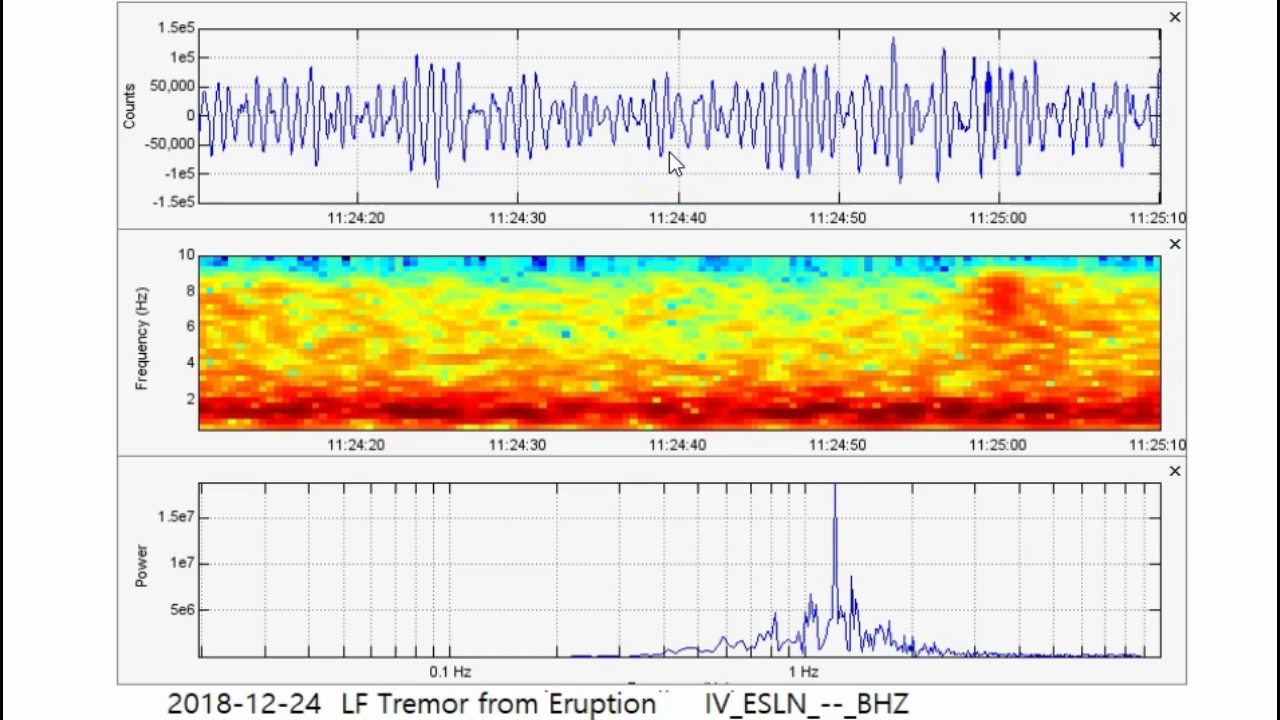 ×
1.5e5
1e5
50,000
0
-50,000
-1e5
-1.5e5
Counts
11:24:20 11:24:30 11:24:40 11:24:50 11:25:00 11:25:10
×
10
8
6
4
2
Frequency (Hz)
11:24:20 11:24:30 11:24:40 11:24:50 11:25:00 11:25:10
×
1.5e7
1e7
5e6
Power
0.1 Hz 1 Hz
2018-12-24 LF Tremor from Eruption IV_ESLN_--_BHZ